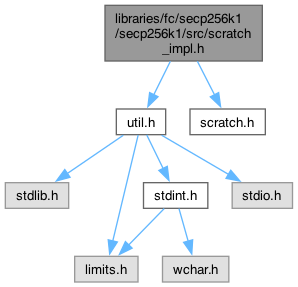 libraries/fc/secp256k1
/secp256k1/src/scratch
_impl.h
util.h
scratch.h
stdlib.h
stdint.h
stdio.h
limits.h
wchar.h